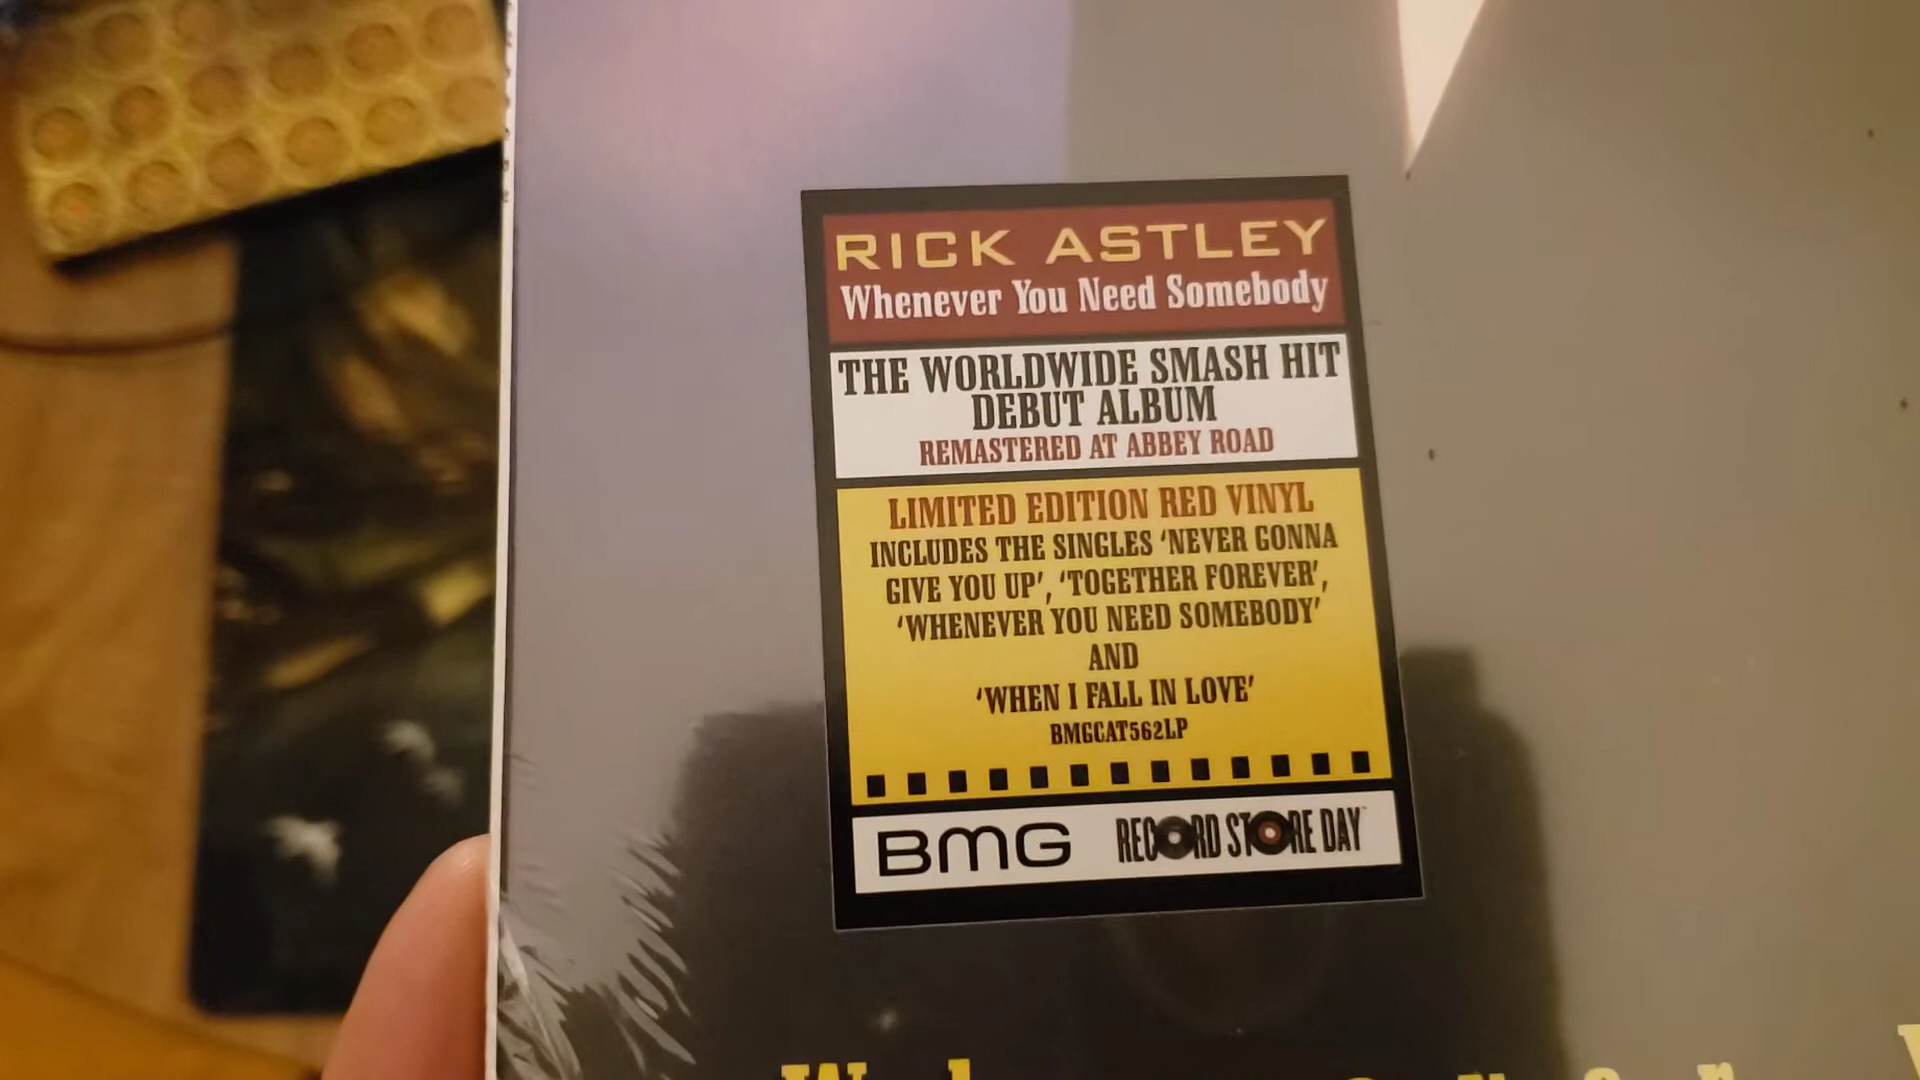 RICK ASTLEY
Whenever You Need Somebody
THE WORLDWIDE SMASH HIT
DEBUT ALBUM
REMASTERED AT ABBEY ROAD
LIMITED EDITION RED VINYL
INCLUDES THE SINGLES ‘NEVER GONNA
GIVE YOU UP’, ‘TOGETHER FOREVER’,
‘WHENEVER YOU NEED SOMEBODY’
AND
‘WHEN I FALL IN LOVE’
BMGCAT562LP
BMG RECORD STORE DAY